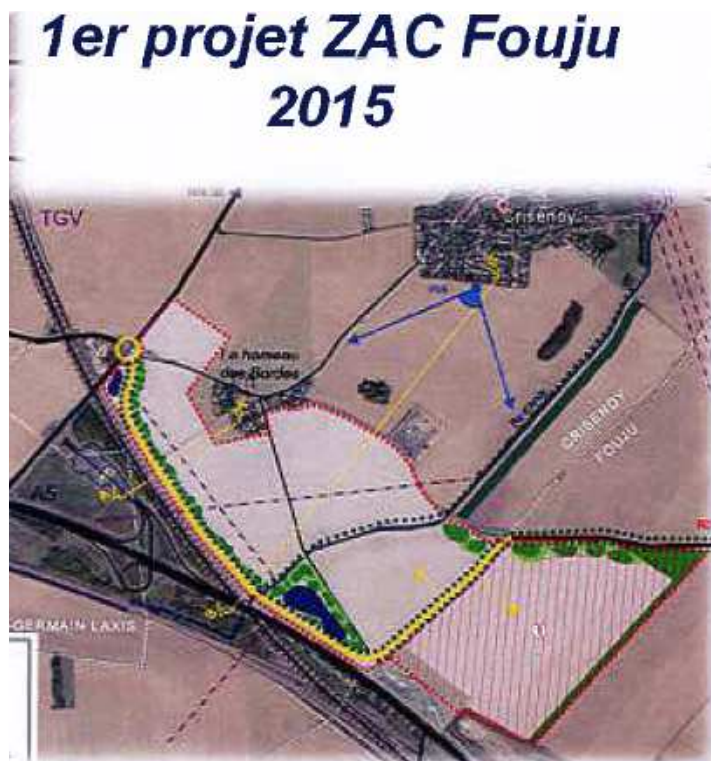 1er projet ZAC Fouju
2015
TGV
Crisenoy
Le hameau
des Bordes
CRISENOY
FOUJU
A5
GERMAIN LAXIS